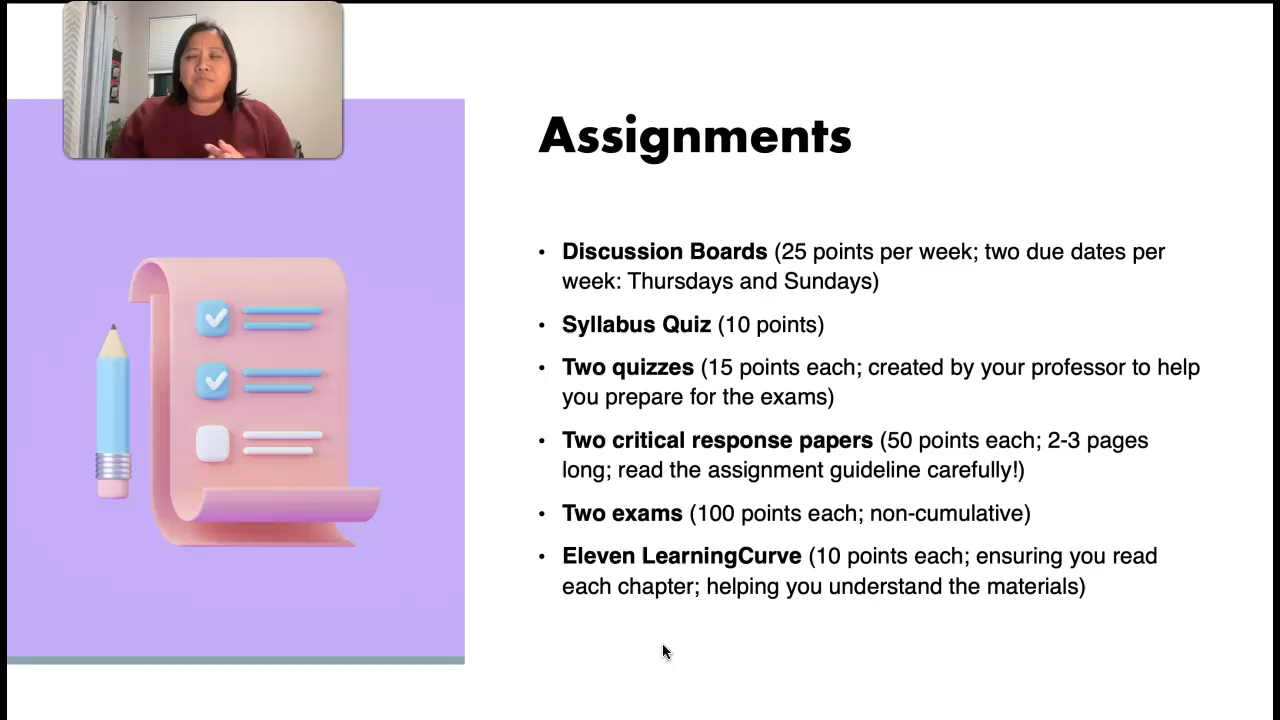 Assignments
• Discussion Boards (25 points per week; two due dates per
week: Thursdays and Sundays)
• Syllabus Quiz (10 points)
• Two quizzes (15 points each; created by your professor to help
you prepare for the exams)
• Two critical response papers (50 points each; 2-3 pages
long; read the assignment guideline carefully!)
• Two exams (100 points each; non-cumulative)
• Eleven LearningCurve (10 points each; ensuring you read
each chapter; helping you understand the materials)